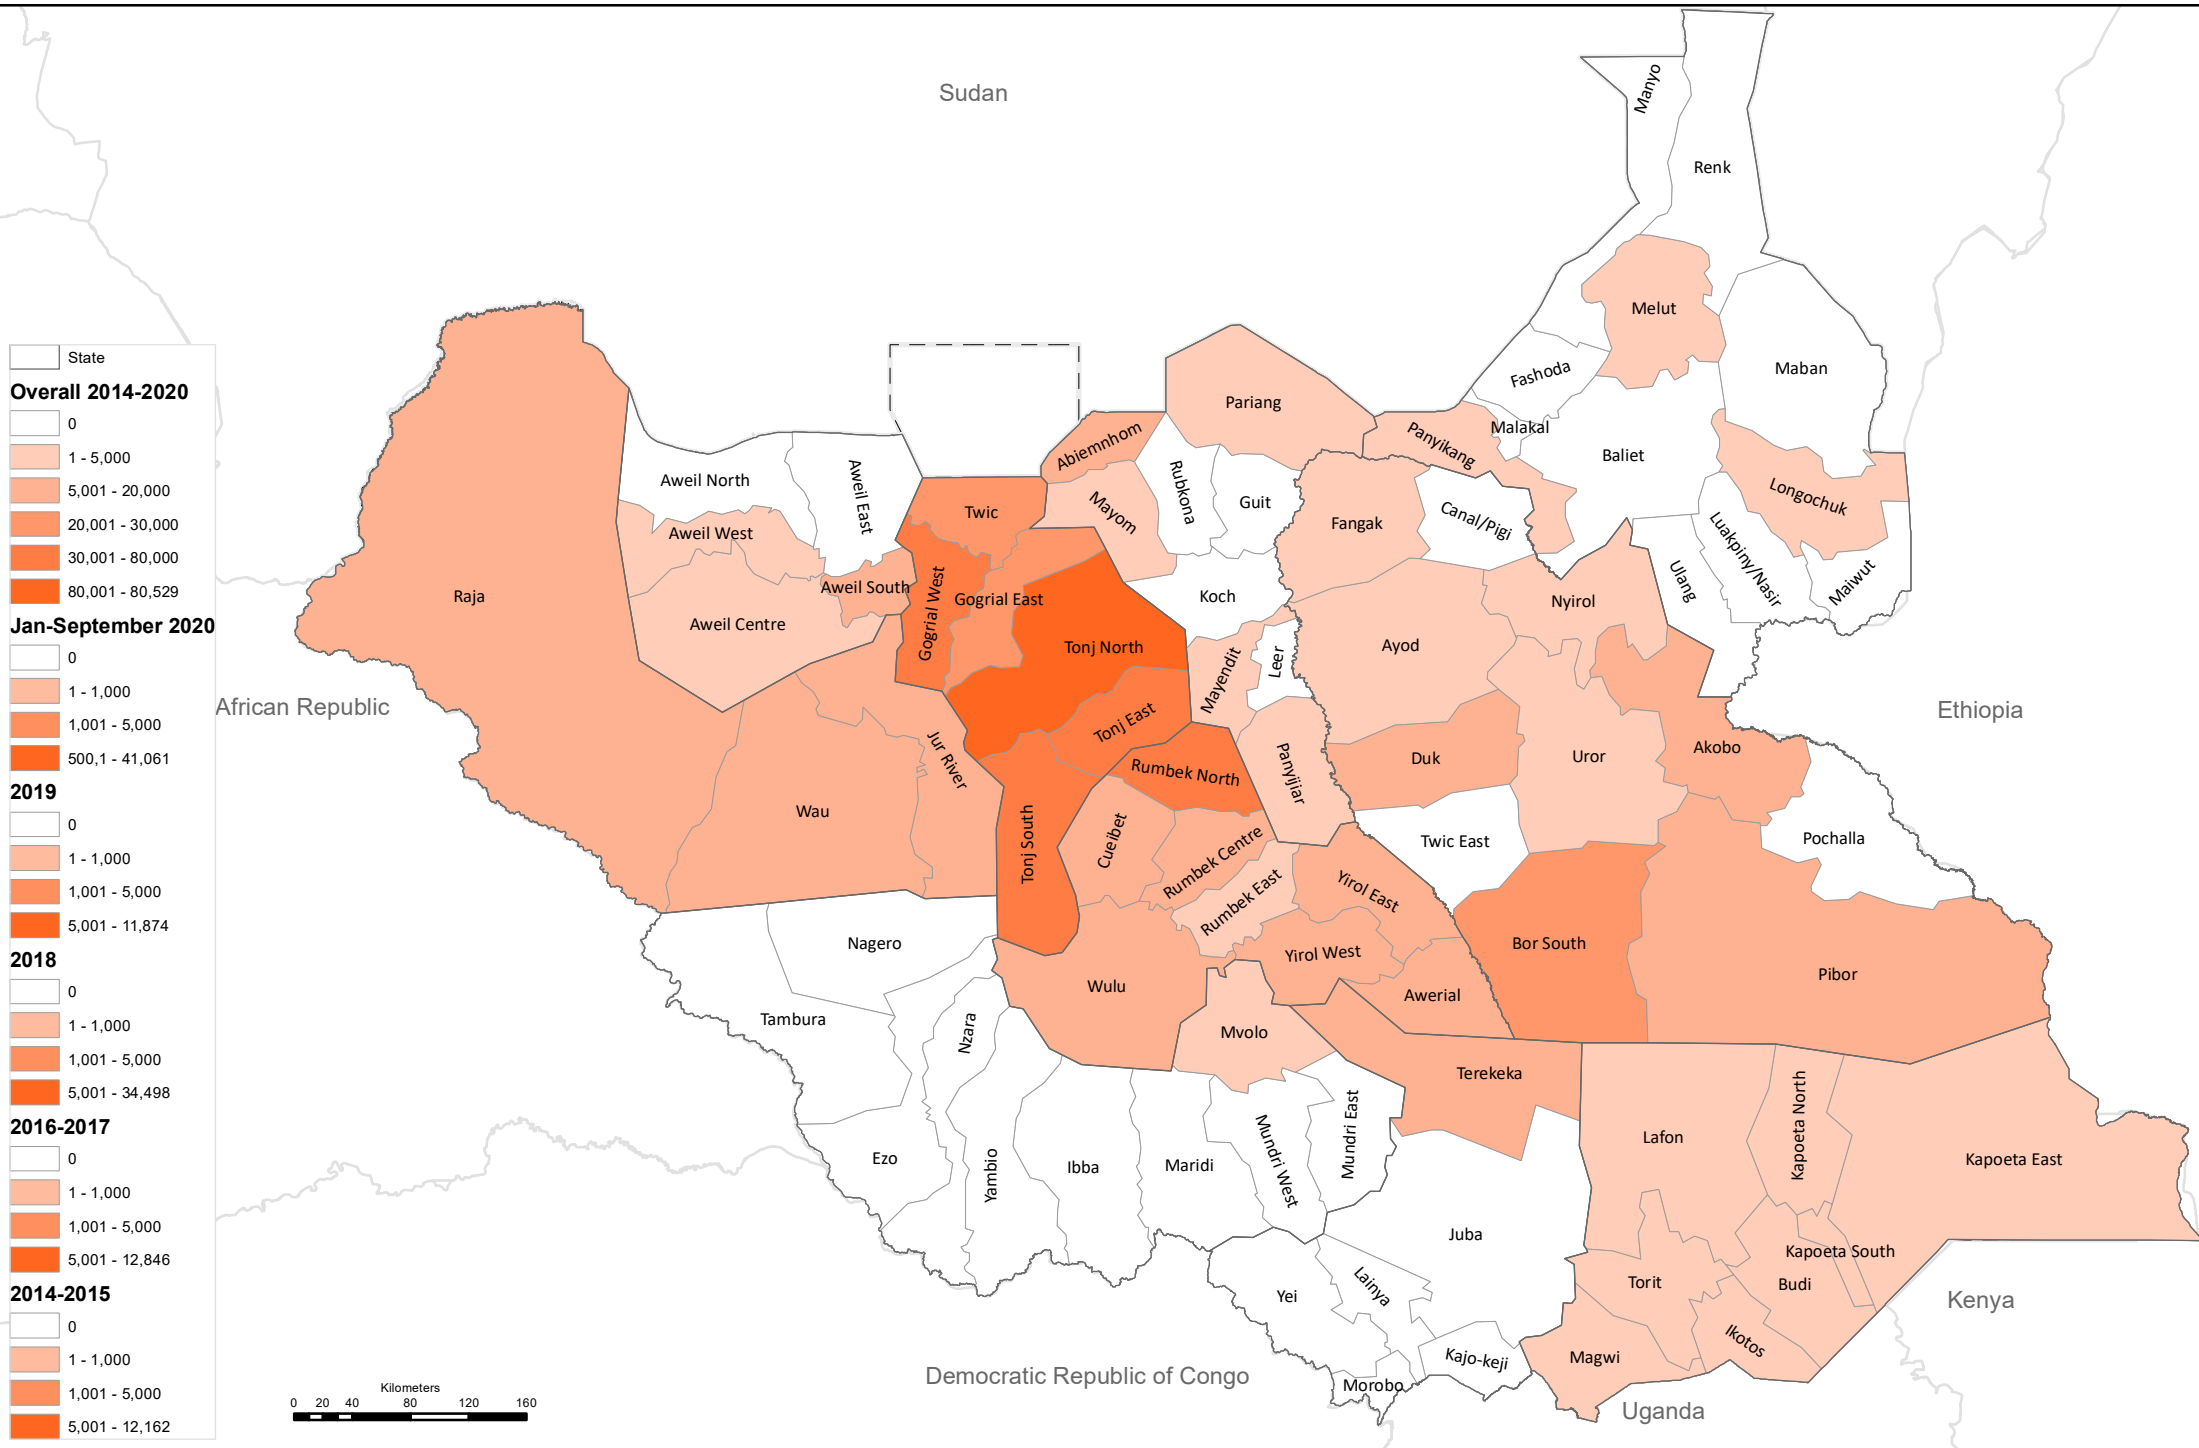 Sudan
Manyo
Renk
Melut
Fashoda
Maban
Malakal
Baliet
Pariang
Panyikang
Longochuk
Abiemnhom
Mayom
Rubkona
Guit
Fangak
Canal/Pigi
Luakpiny/Nasir
Ulang
Maiwut
Aweil North
Aweil East
Aweil West
Aweil South
Aweil Centre
Raja
Twic
Gogrial West
Gogrial East
Tonj North
Tonj East
Tonj South
Koch
Mayendit
Leer
Nyirol
Ayod
Duk
Uror
Akobo
Pochalla
Twic East
Panyijiar
Rumbek North
Cueibet
Rumbek Centre
Rumbek East
Yirol East
Yirol West
Awerial
Bor South
Pibor
Jur River
Wau
African Republic
Ethiopia
Nagero
Tambura
Wulu
Mvolo
Terekeka
Nzara
Ezo
Yambio
Ibba
Maridi
Mundri West
Mundri East
Juba
Lafon
Kapoeta North
Kapoeta East
Kapoeta South
Torit
Budi
Ikotos
Magwi
Yei
Lainya
Kajo-keji
Morobo
Kenya
Uganda
Democratic Republic of Congo
State
Overall 2014-2020
0
1 - 5,000
5,001 - 20,000
20,001 - 30,000
30,001 - 80,000
80,001 - 80,529
Jan-September 2020
0
1 - 1,000
1,001 - 5,000
500,1 - 41,061
2019
0
1 - 1,000
1,001 - 5,000
5,001 - 11,874
2018
0
1 - 1,000
1,001 - 5,000
5,001 - 34,498
2016-2017
0
1 - 1,000
1,001 - 5,000
5,001 - 12,846
2014-2015
0
1 - 1,000
1,001 - 5,000
5,001 - 12,162
Kilometers
0 20 40 80 120 160